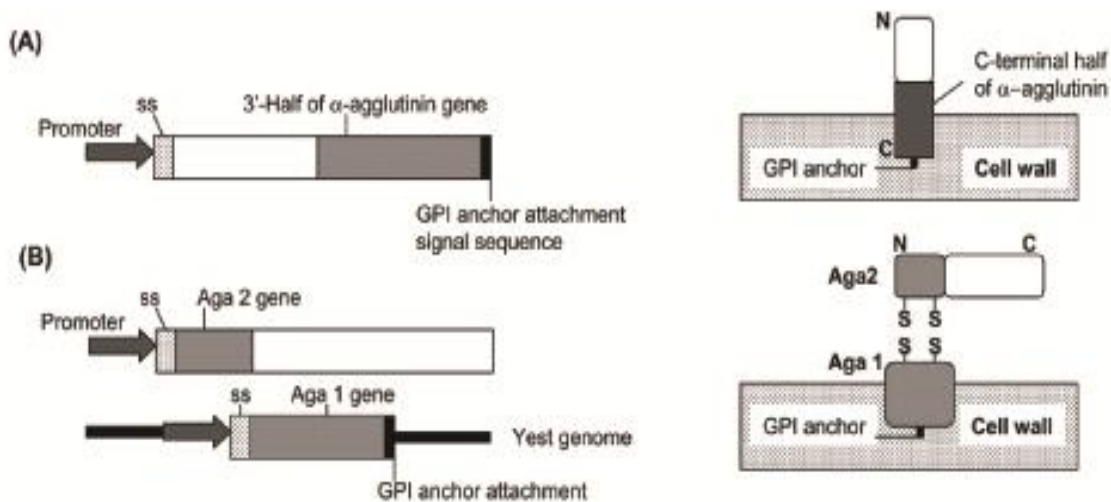 (A)
Promoter
ss
3'-Half of α-agglutinin gene
GPI anchor attachment
signal sequence
N
C-terminal half
of α-agglutinin
C
GPI anchor
Cell wall
(B)
Promoter
ss
Aga 2 gene
ss
Aga 1 gene
Yest genome
GPI anchor attachment
N
C
Aga2
S S
S S
Aga 1
GPI anchor
Cell wall